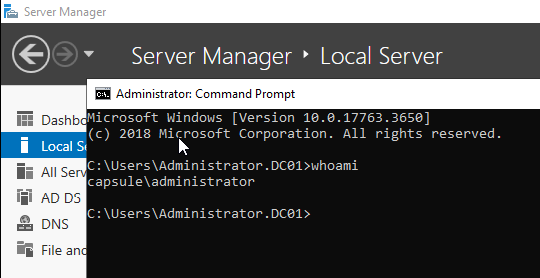 Server Manager
Server Manager › Local Server
Administrator: Command Prompt
Dashbo
Local Se
All Serv
AD DS
DNS
File and
Microsoft Windows [Version 10.0.17763.3650]
(c) 2018 Microsoft Corporation. All rights reserved.
C:\Users\Administrator.DC01>whoami
capsule\administrator
C:\Users\Administrator.DC01>